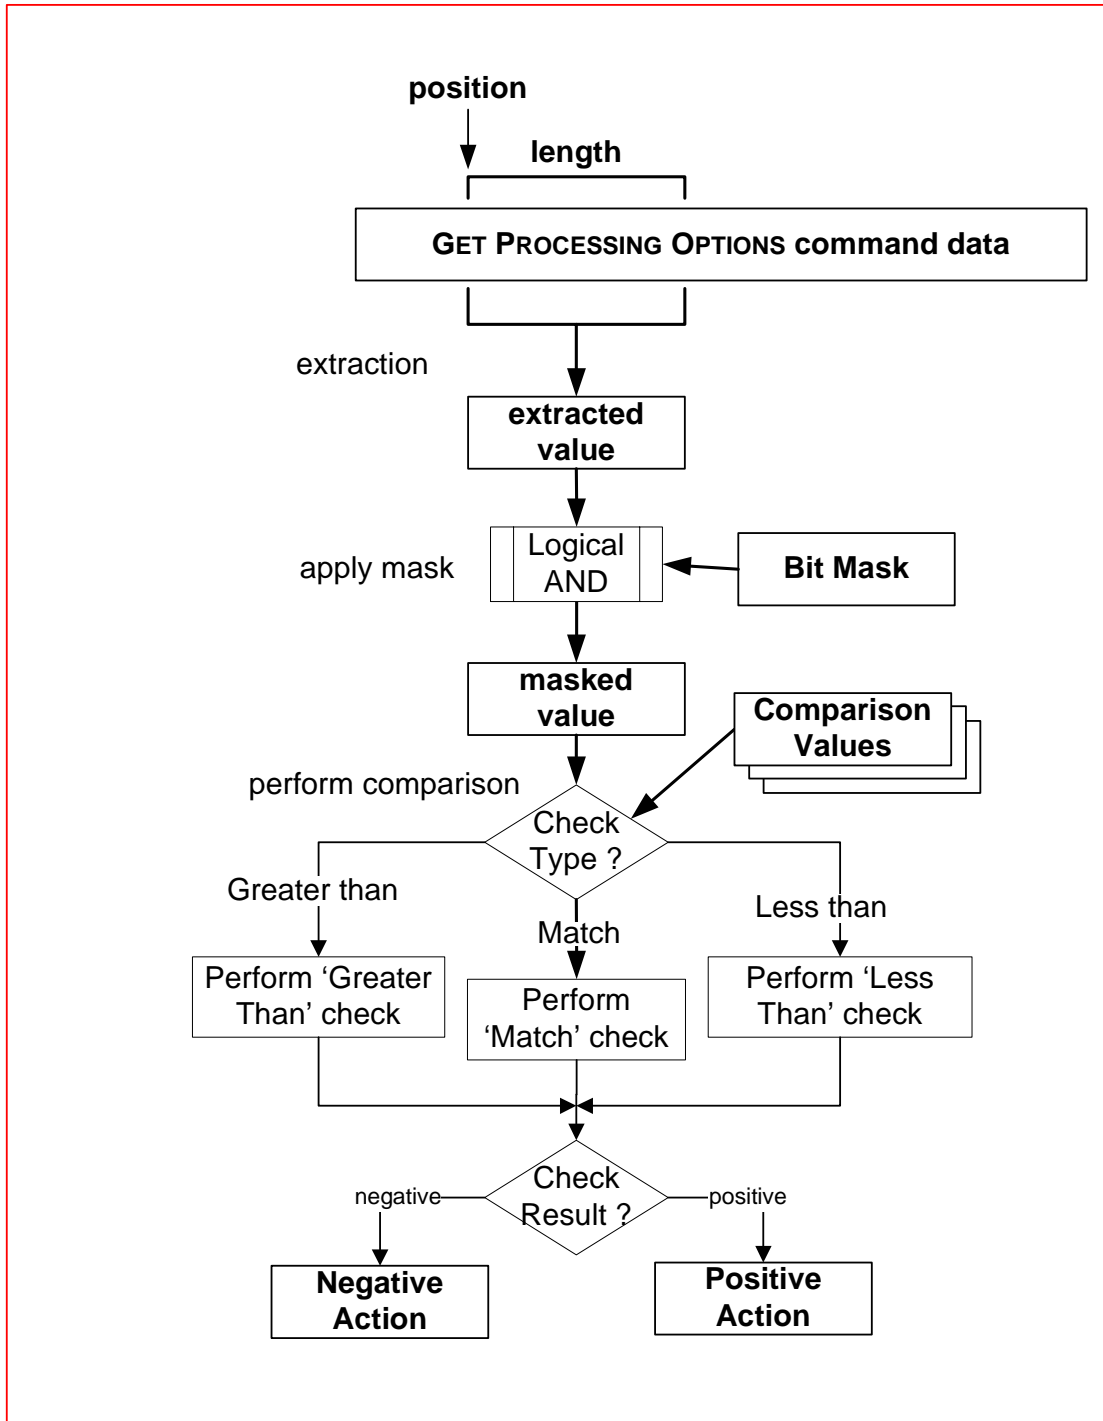 position
length
GET PROCESSING OPTIONS command data
extraction
extracted
value
Logical
AND
apply mask
Bit Mask
masked
value
Comparison
Values
perform comparison
Check
Type ?
Greater than
Match
Less than
Perform ‘Greater
Than’ check
Perform
‘Match’ check
Perform ‘Less
Than’ check
Check
Result ?
negative
positive
Negative
Action
Positive
Action